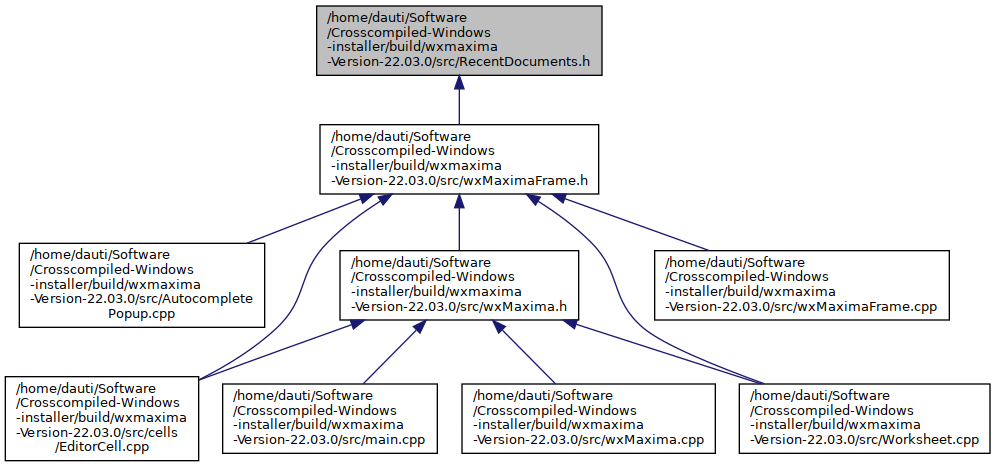 /home/dauti/Software
/Crosscompiled-Windows
-installer/build/wxmaxima
-Version-22.03.0/src/RecentDocuments.h
/home/dauti/Software
/Crosscompiled-Windows
-installer/build/wxmaxima
-Version-22.03.0/src/wxMaximaFrame.h
/home/dauti/Software
/Crosscompiled-Windows
-installer/build/wxmaxima
-Version-22.03.0/src/Autocomplete
Popup.cpp
/home/dauti/Software
/Crosscompiled-Windows
-installer/build/wxmaxima
-Version-22.03.0/src/wxMaxima.h
/home/dauti/Software
/Crosscompiled-Windows
-installer/build/wxmaxima
-Version-22.03.0/src/wxMaximaFrame.cpp
/home/dauti/Software
/Crosscompiled-Windows
-installer/build/wxmaxima
-Version-22.03.0/src/cells
/EditorCell.cpp
/home/dauti/Software
/Crosscompiled-Windows
-installer/build/wxmaxima
-Version-22.03.0/src/main.cpp
/home/dauti/Software
/Crosscompiled-Windows
-installer/build/wxmaxima
-Version-22.03.0/src/wxMaxima.cpp
/home/dauti/Software
/Crosscompiled-Windows
-installer/build/wxmaxima
-Version-22.03.0/src/Worksheet.cpp